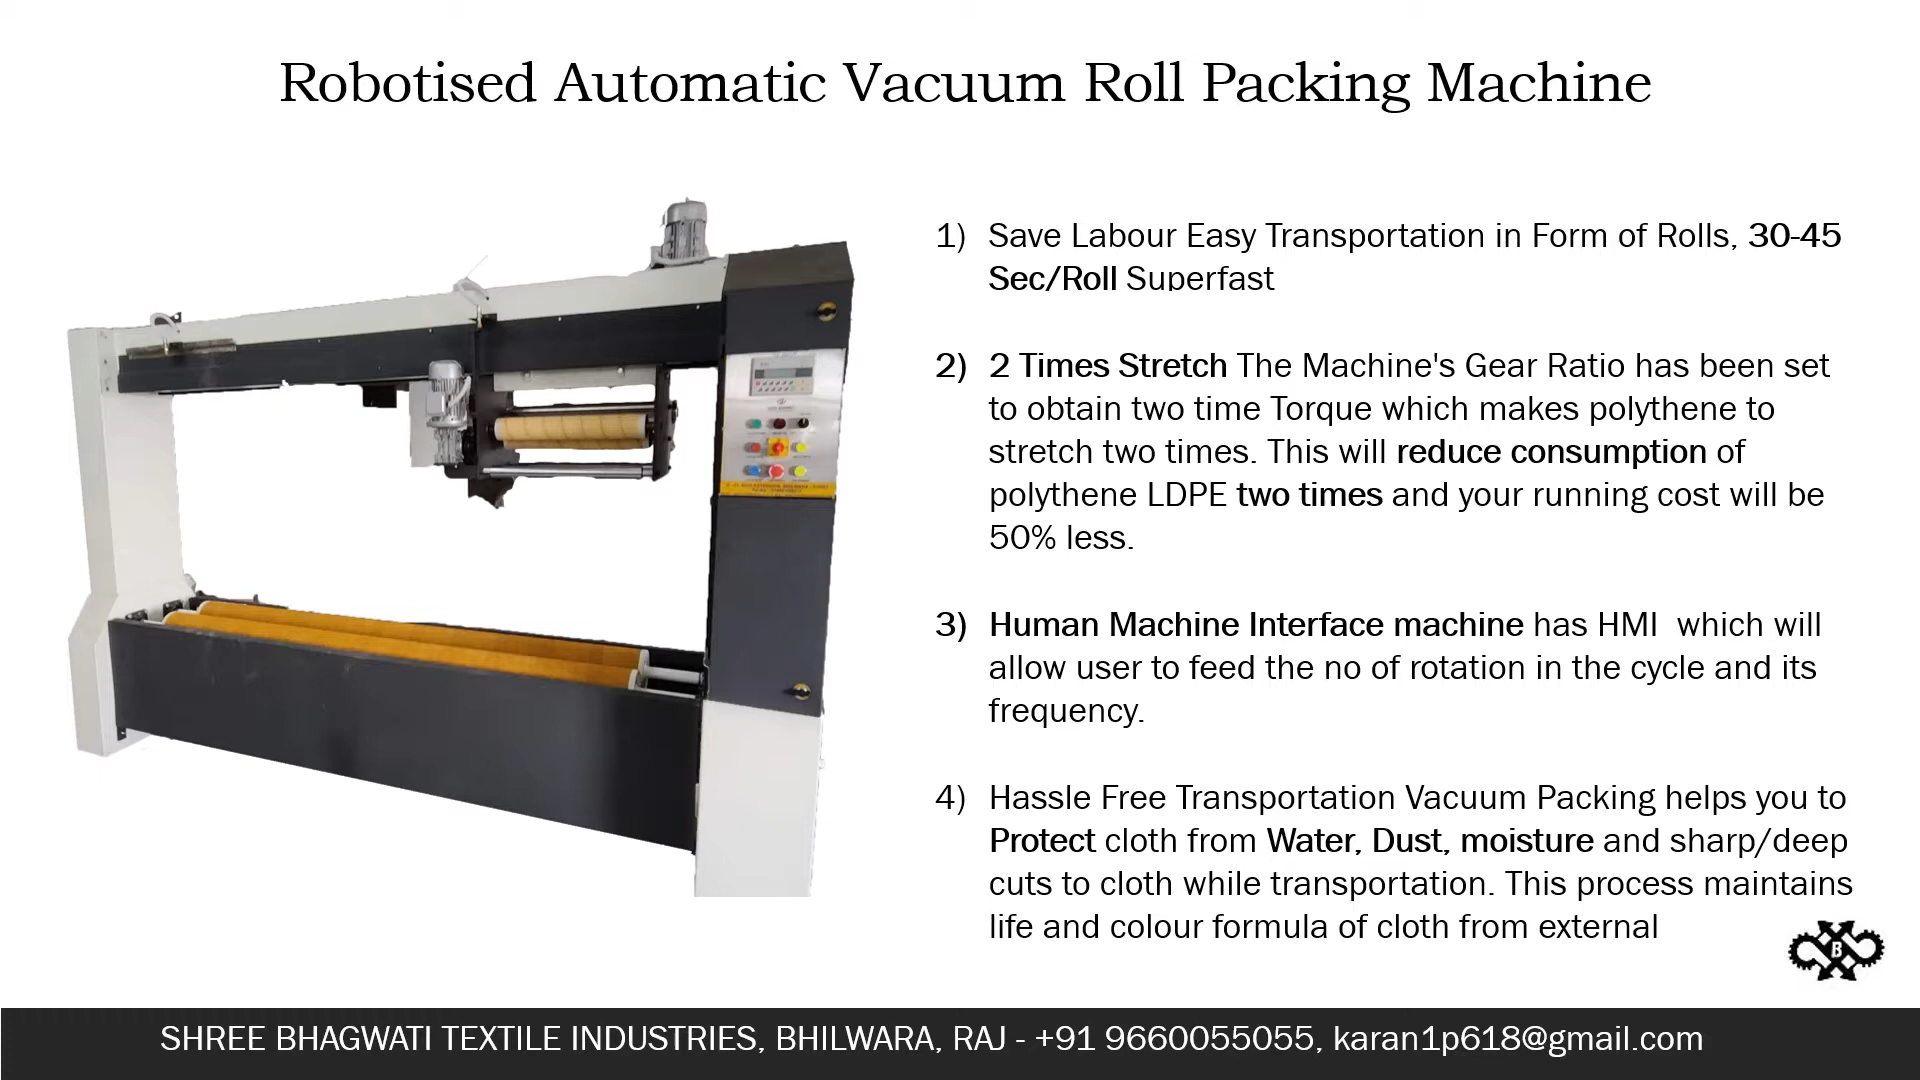 Robotised Automatic Vacuum Roll Packing Machine
1) Save Labour Easy Transportation in Form of Rolls, 30-45
Sec/Roll Superfast
2) 2 Times Stretch The Machine's Gear Ratio has been set
to obtain two time Torque which makes polythene to
stretch two times. This will reduce consumption of
polythene LDPE two times and your running cost will be
50% less.
3) Human Machine Interface machine has HMI  which will
allow user to feed the no of rotation in the cycle and its
frequency.
4) Hassle Free Transportation Vacuum Packing helps you to
Protect cloth from Water, Dust, moisture and sharp/deep
cuts to cloth while transportation. This process maintains
life and colour formula of cloth from external
B
SHREE BHAGWATI TEXTILE INDUSTRIES, BHILWARA, RAJ - +91 9660055055, karan1p618@gmail.com